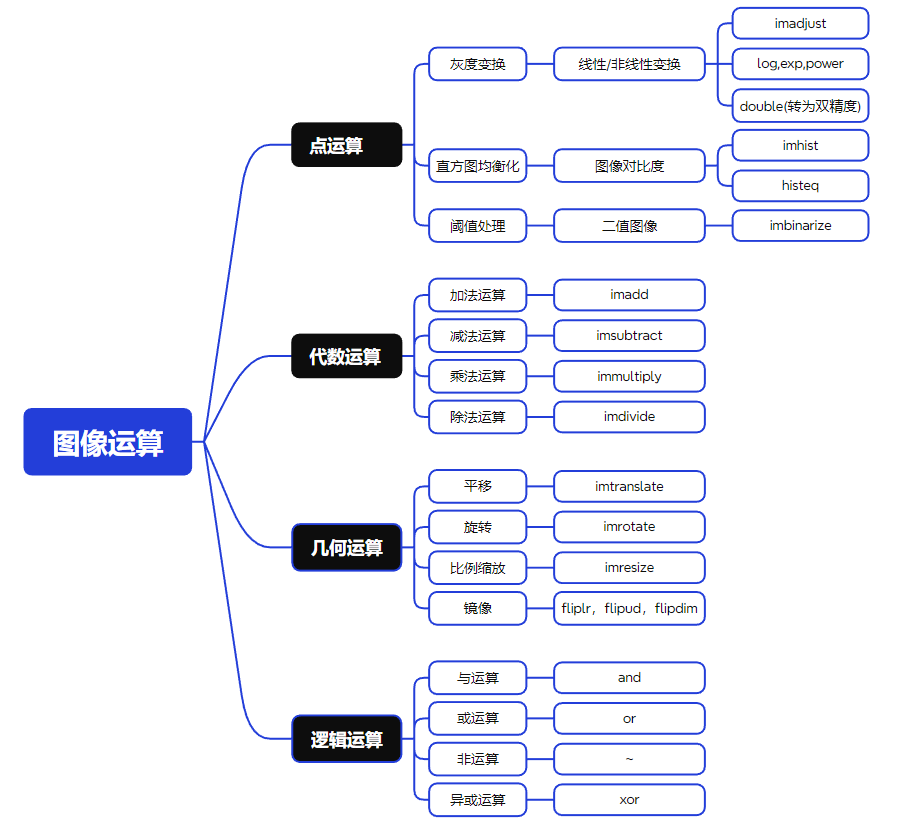 图像运算
点运算
灰度变换
线性/非线性变换
imadjust
log,exp,power
double(转为双精度)
直方图均衡化
图像对比度
imhist
histeq
阈值处理
二值图像
imbinarize
代数运算
加法运算
imadd
减法运算
imsubtract
乘法运算
immultiply
除法运算
imdivide
几何运算
平移
imtranslate
旋转
imrotate
比例缩放
imresize
镜像
fliplr，flipud，flipdim
逻辑运算
与运算
and
或运算
or
非运算
~
异或运算
xor